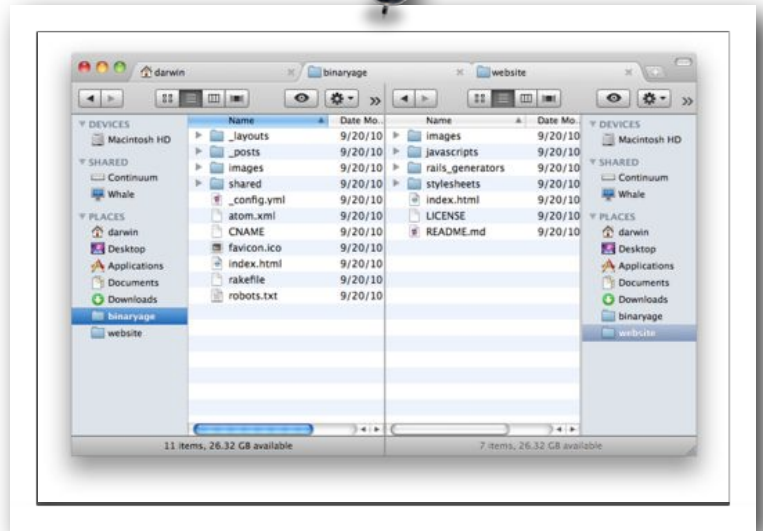 darwin
binaryage
website
DEVICES
Macintosh HD
SHARED
Continuum
Whale
PLACES
darwin
Desktop
Applications
Documents
Downloads
binaryage
website
Name Date Mo..
_layouts 9/20/10
_posts 9/20/10
images 9/20/10
shared 9/20/10
_config.yml 9/20/10
atom.xml 9/20/10
CNAME 9/20/10
favicon.ico 9/20/10
index.html 9/20/10
rakefile 9/20/10
robots.txt 9/20/10
11 items, 26.32 GB available
Name Date Mo..
images 9/20/10
javascripts 9/20/10
rails_generators 9/20/10
stylesheets 9/20/10
index.html 9/20/10
LICENSE 9/20/10
README.md 9/20/10
7 items, 26.32 GB available
DEVICES
Macintosh HD
SHARED
Continuum
Whale
PLACES
darwin
Desktop
Applications
Documents
Downloads
binaryage
website